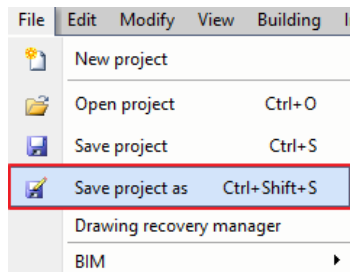 File Edit Modify View Building
New project
Open project Ctrl+O
Save project Ctrl+S
Save project as Ctrl+Shift+S
Drawing recovery manager
BIM